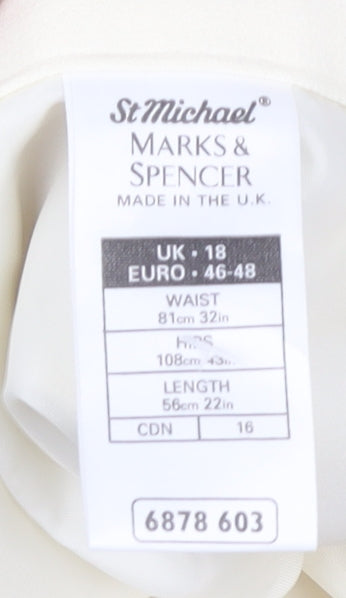 St Michael®
MARKS &
SPENCER
MADE IN THE U.K.
UK • 18
EURO • 46-48
WAIST
81cm 32in
108cm
LENGTH
56cm 22in
CDN 16
6878 603